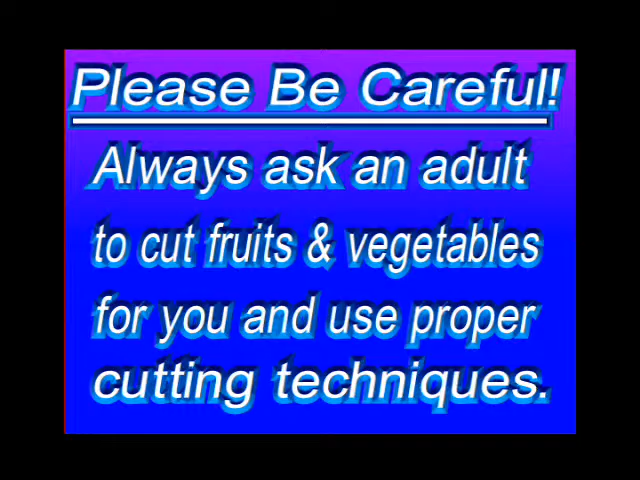 Please Be Careful!
Always ask an adult
to cut fruits & vegetables
for you and use proper
cutting techniques.